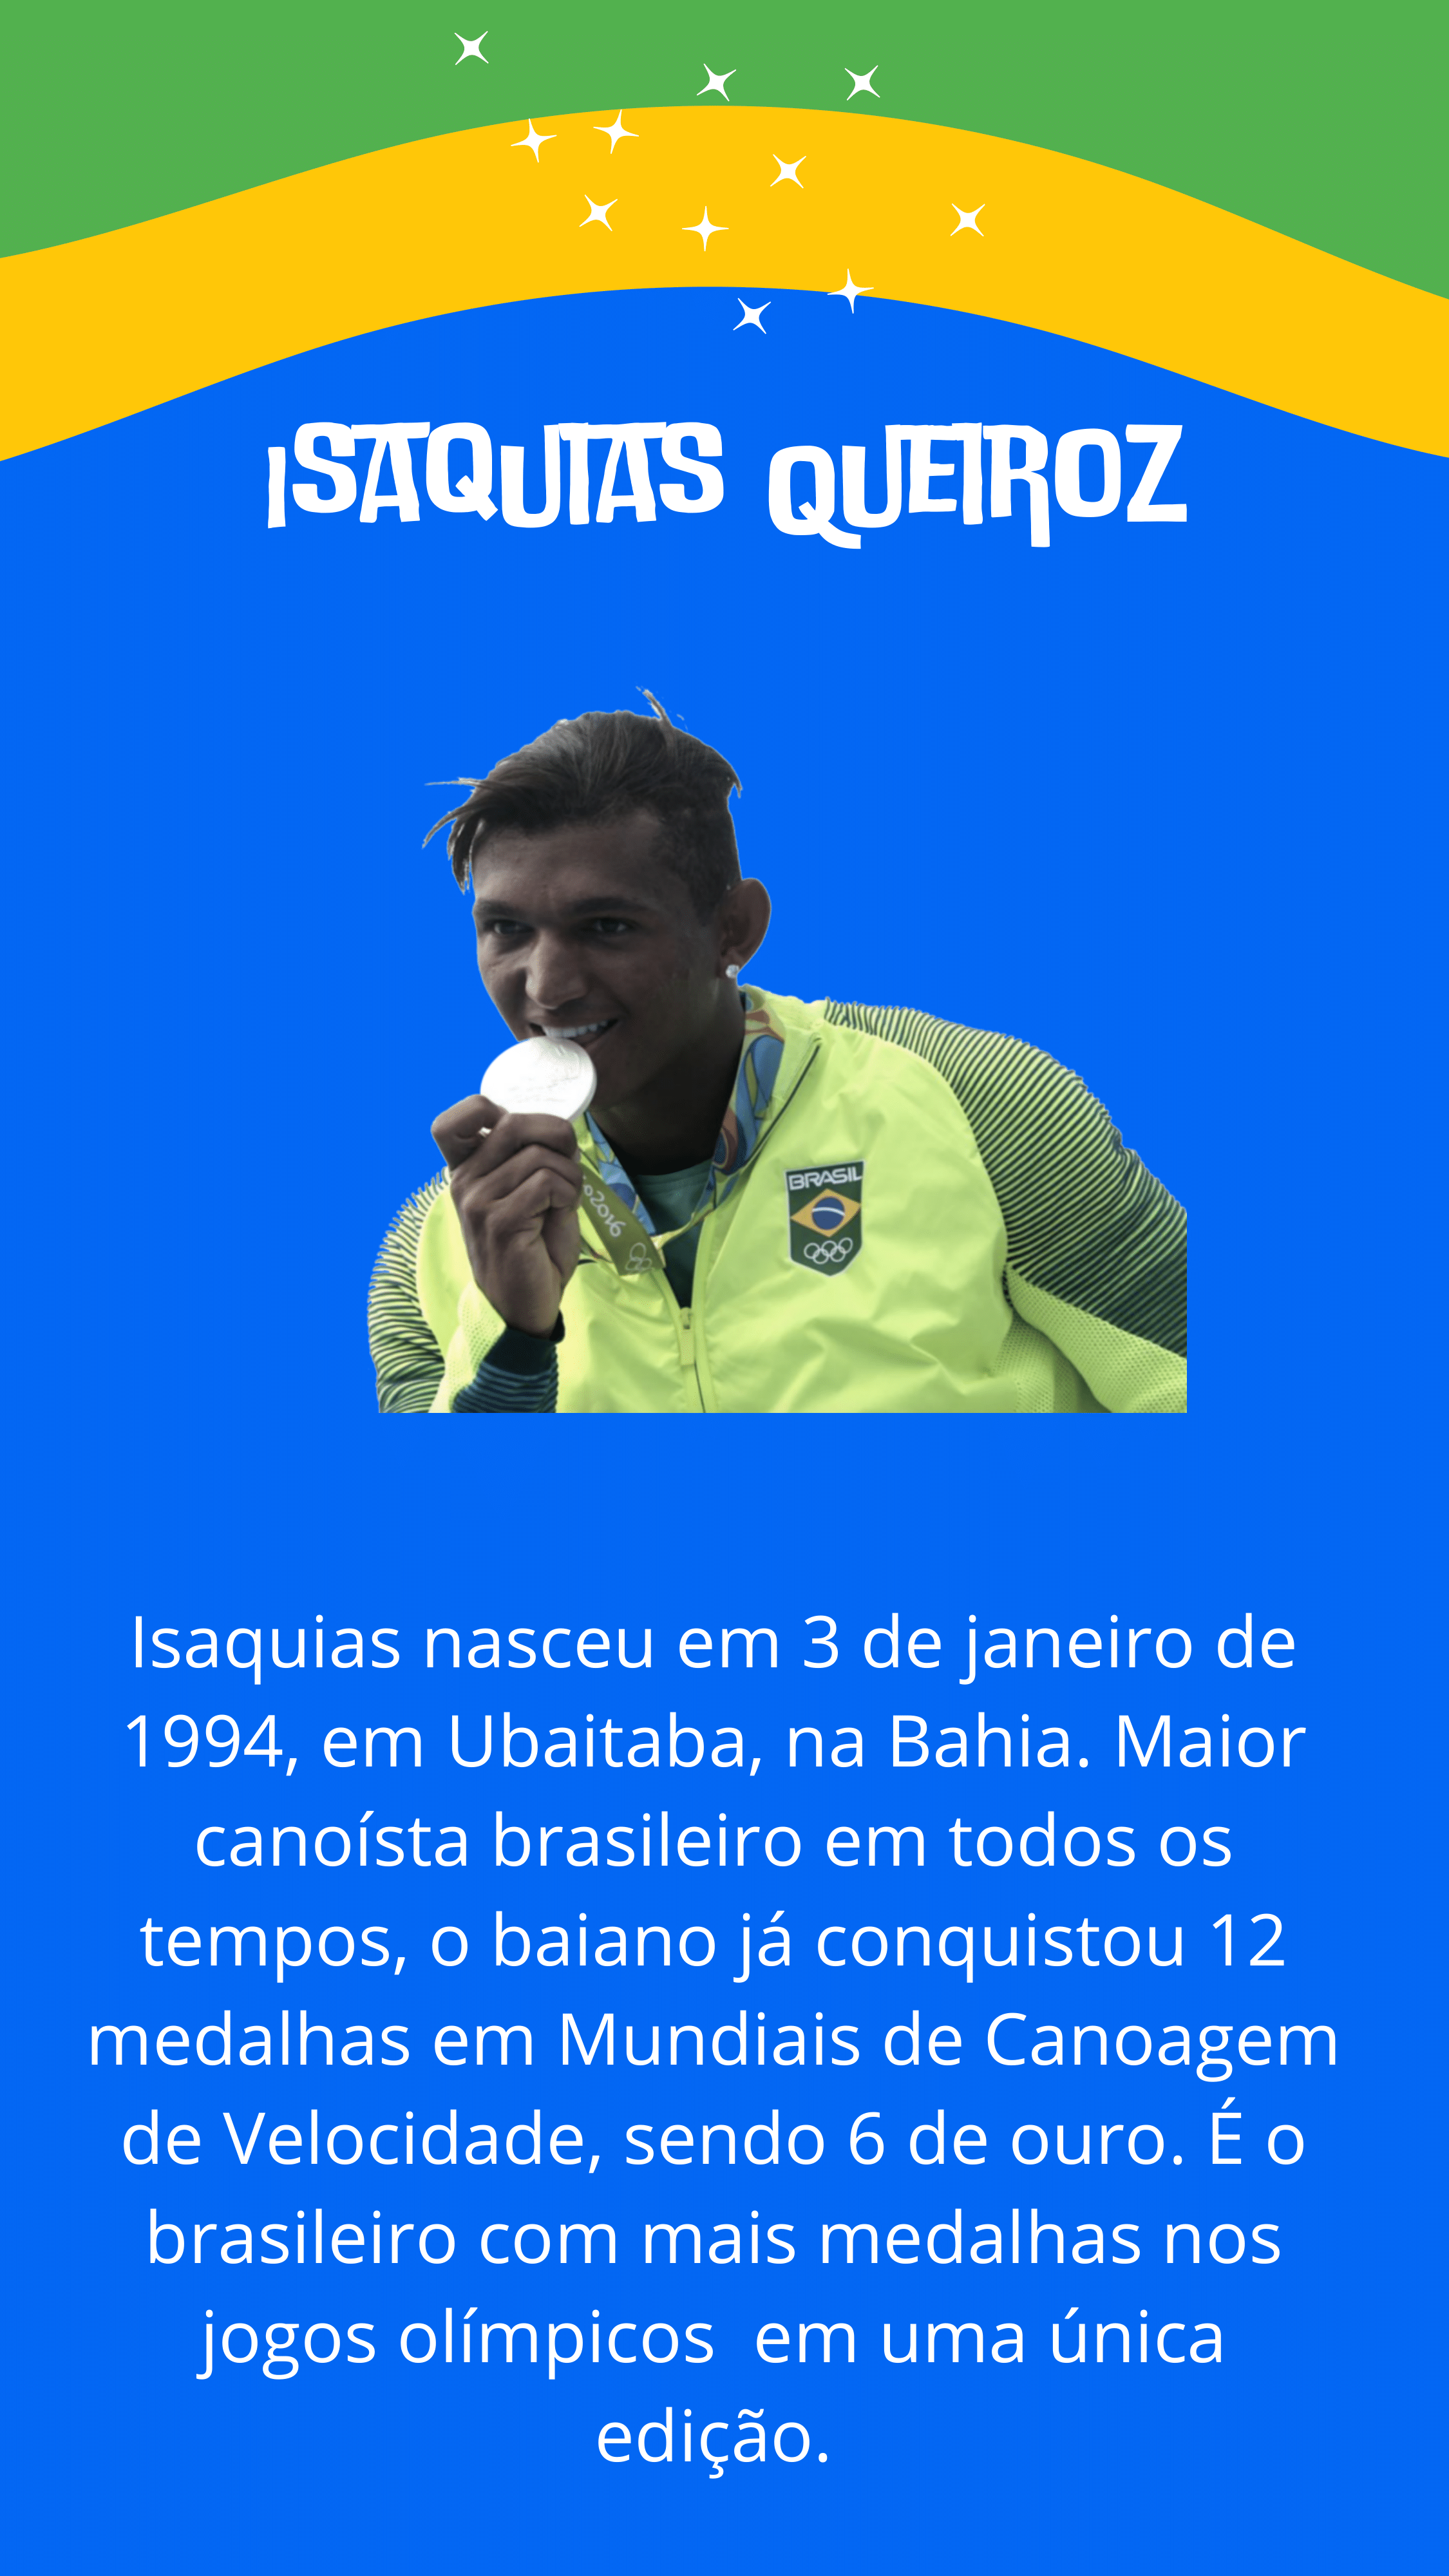 ISAQUIAS QUEIROZ
BRASIL
2016
Isaquias nasceu em 3 de janeiro de
1994, em Ubaitaba, na Bahia. Maior
canoísta brasileiro em todos os
tempos, o baiano já conquistou 12
medalhas em Mundiais de Canoagem
de Velocidade, sendo 6 de ouro. É o
brasileiro com mais medalhas nos
jogos olímpicos  em uma única
edição.